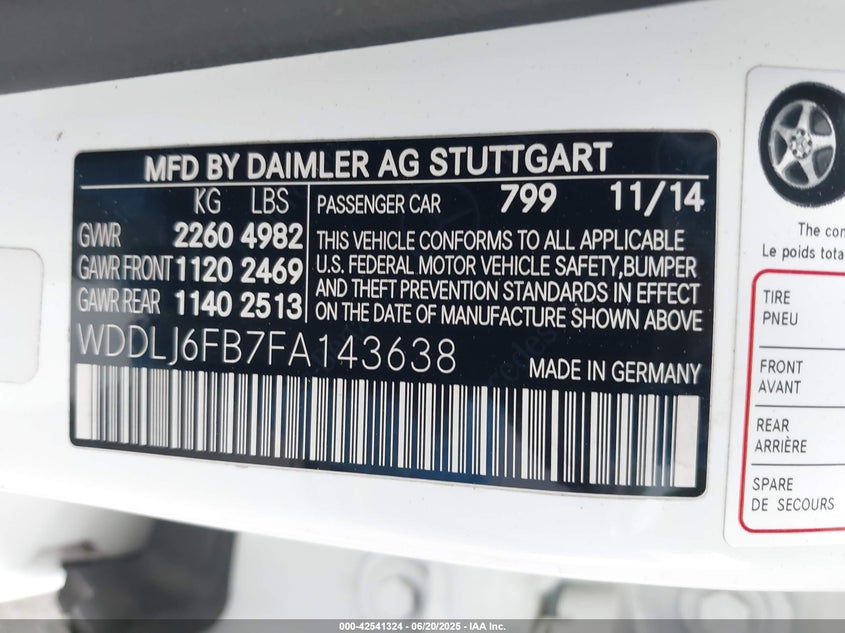 MFD BY DAIMLER AG STUTTGART
KG LBS
GVWR 2260 4982
GAWR FRONT 1120 2469
GAWR REAR 1140 2513
PASSENGER CAR 799 11/14
THIS VEHICLE CONFORMS TO ALL APPLICABLE
U.S. FEDERAL MOTOR VEHICLE SAFETY,BUMPER
AND THEFT PREVENTION STANDARDS IN EFFECT
ON THE DATE OF MANUFACTURE SHOWN ABOVE
WDDLJ6FB7FA143638
MADE IN GERMANY
The con
Le poids tota
TIRE
PNEU
FRONT
AVANT
REAR
ARRIÈRE
SPARE
DE SECOURS
000-42541324 | 06/20/2025 | IAA Inc.